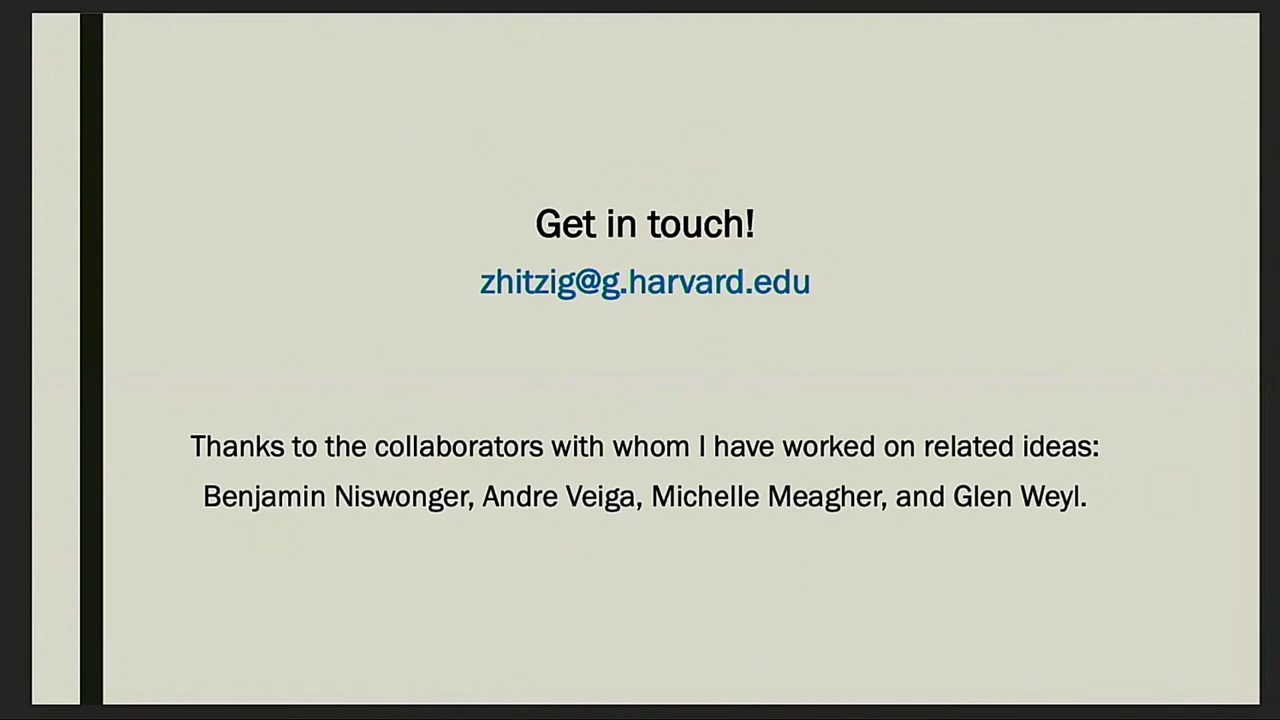 Get in touch!
zhitzig@g.harvard.edu
Thanks to the collaborators with whom I have worked on related ideas:
Benjamin Niswonger, Andre Veiga, Michelle Meagher, and Glen Weyl.